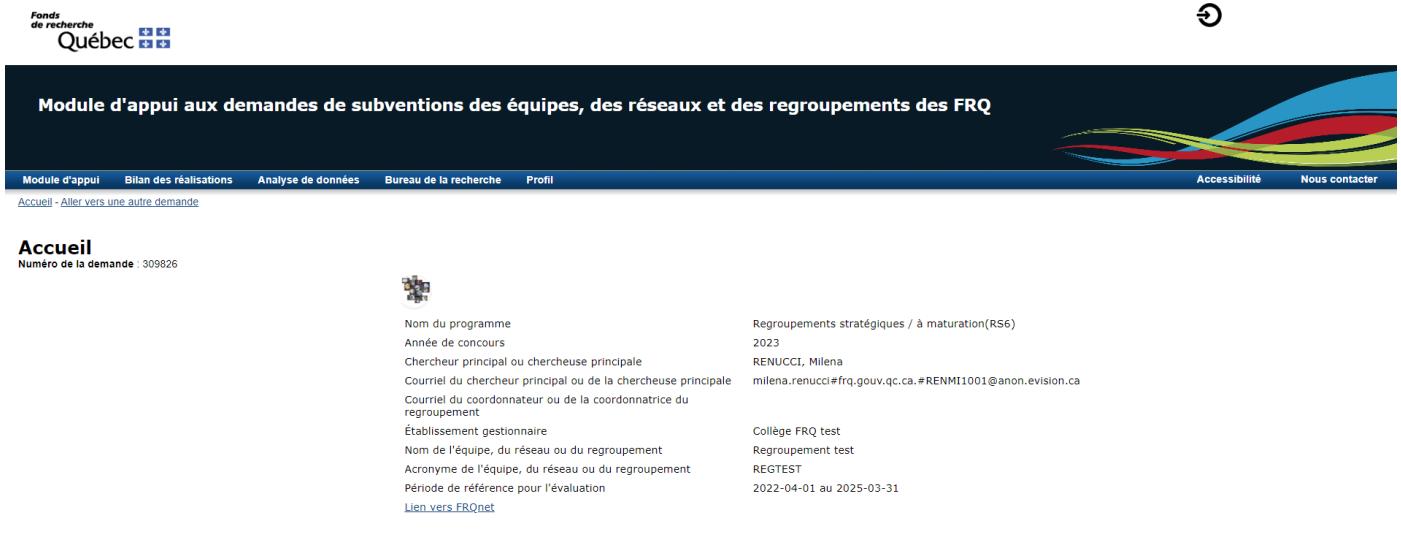 Fonds
de recherche
Québec
Module d'appui aux demandes de subventions des équipes, des réseaux et des regroupements des FRQ
Module d'appui Bilan des réalisations Analyse de données Bureau de la recherche Profil Accessibilité Nous contacter
Accueil - Aller vers une autre demande
Accueil
Numéro de la demande : 309826
Nom du programme Regroupements stratégiques / à maturation(RS6)
Année de concours 2023
Chercheur principal ou chercheuse principale RENUCCI, Milena
Courriel du chercheur principal ou de la chercheuse principale milena.renucci#frq.gouv.qc.ca.#RENMI1001@anon.evision.ca
Courriel du coordonnateur ou de la coordonnatrice du
regroupement
Établissement gestionnaire Collège FRQ test
Nom de l'équipe, du réseau ou du regroupement Regroupement test
Acronyme de l'équipe, du réseau ou du regroupement REGTEST
Période de référence pour l'évaluation 2022-04-01 au 2025-03-31
Lien vers FRQnet